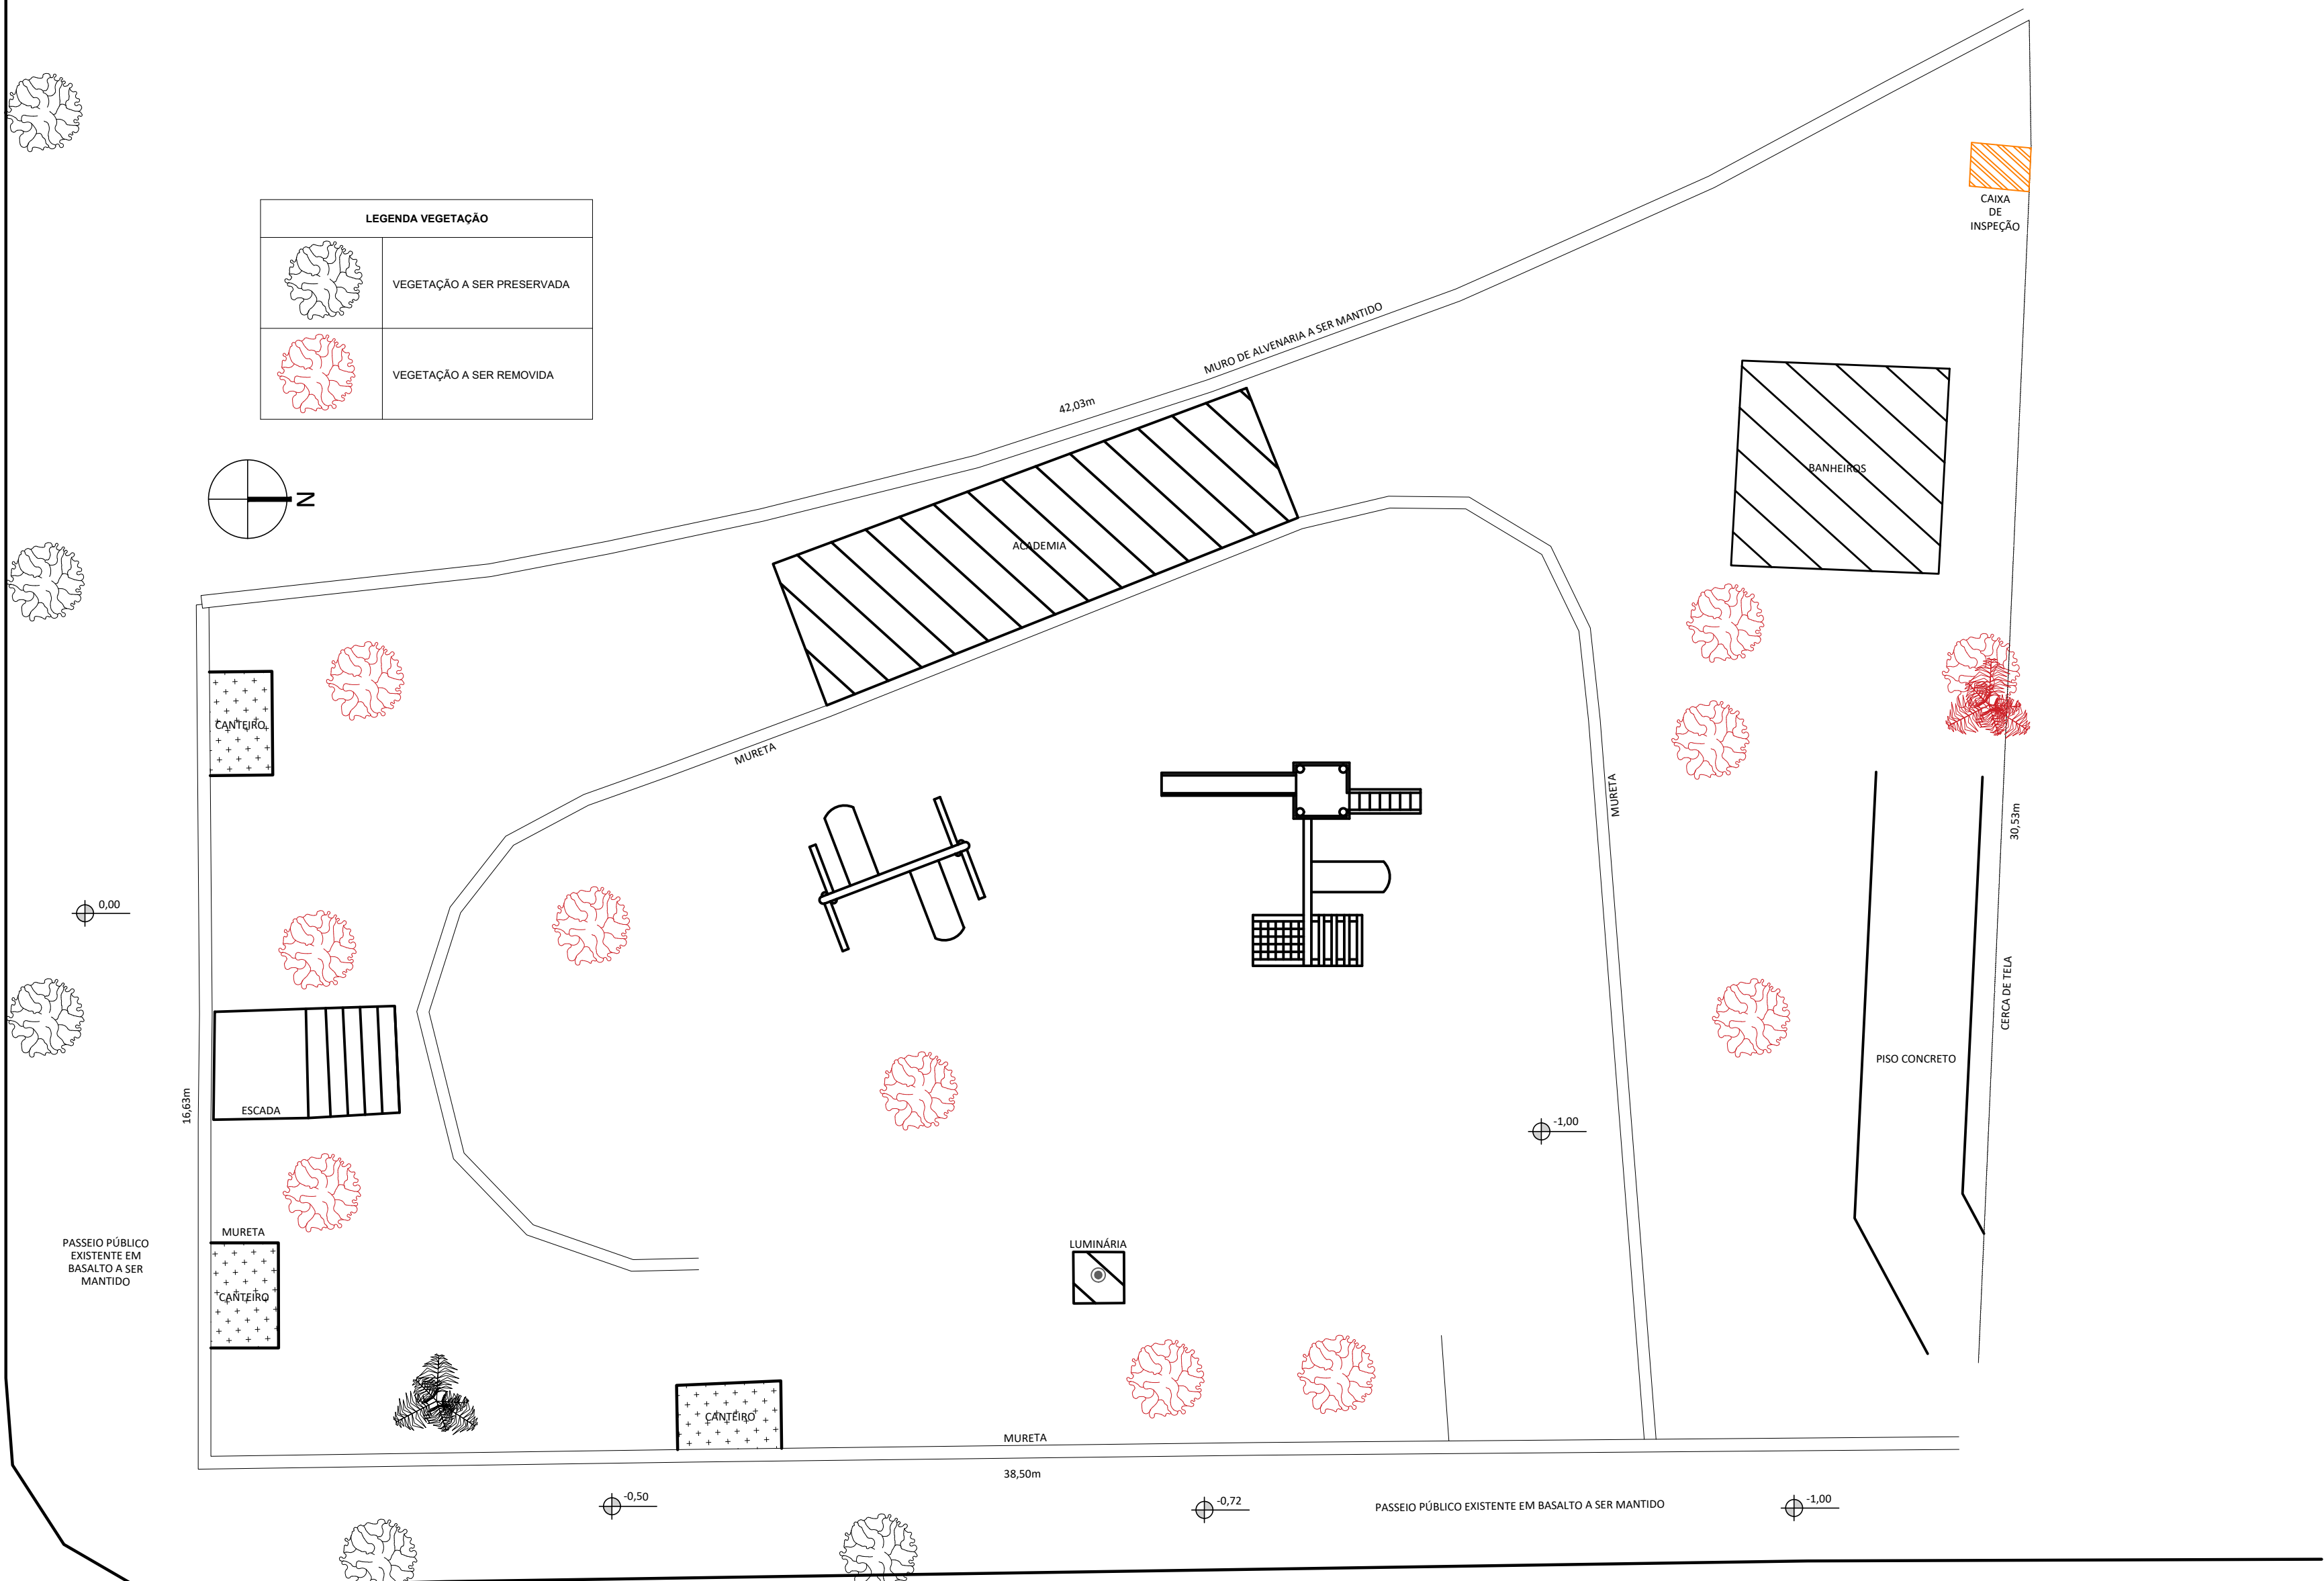 LEGENDA VEGETAÇÃO
VEGETAÇÃO A SER PRESERVADA
VEGETAÇÃO A SER REMOVIDA
N
CAIXA
DE
INSPEÇÃO
MURO DE ALVENARIA A SER MANTIDO
42,03m
BANHEIROS
ACADEMIA
CANTEIRO
MURETA
MURETA
30,53m
0,00
CERCA DE TELA
PISO CONCRETO
16,63m
ESCADA
-1,00
MURETA
PASSEIO PÚBLICO
EXISTENTE EM
BASALTO A SER
MANTIDO
LUMINÁRIA
CANTEIRO
CANTEIRO
MURETA
38,50m
-0,50
-0,72
PASSEIO PÚBLICO EXISTENTE EM BASALTO A SER MANTIDO
-1,00